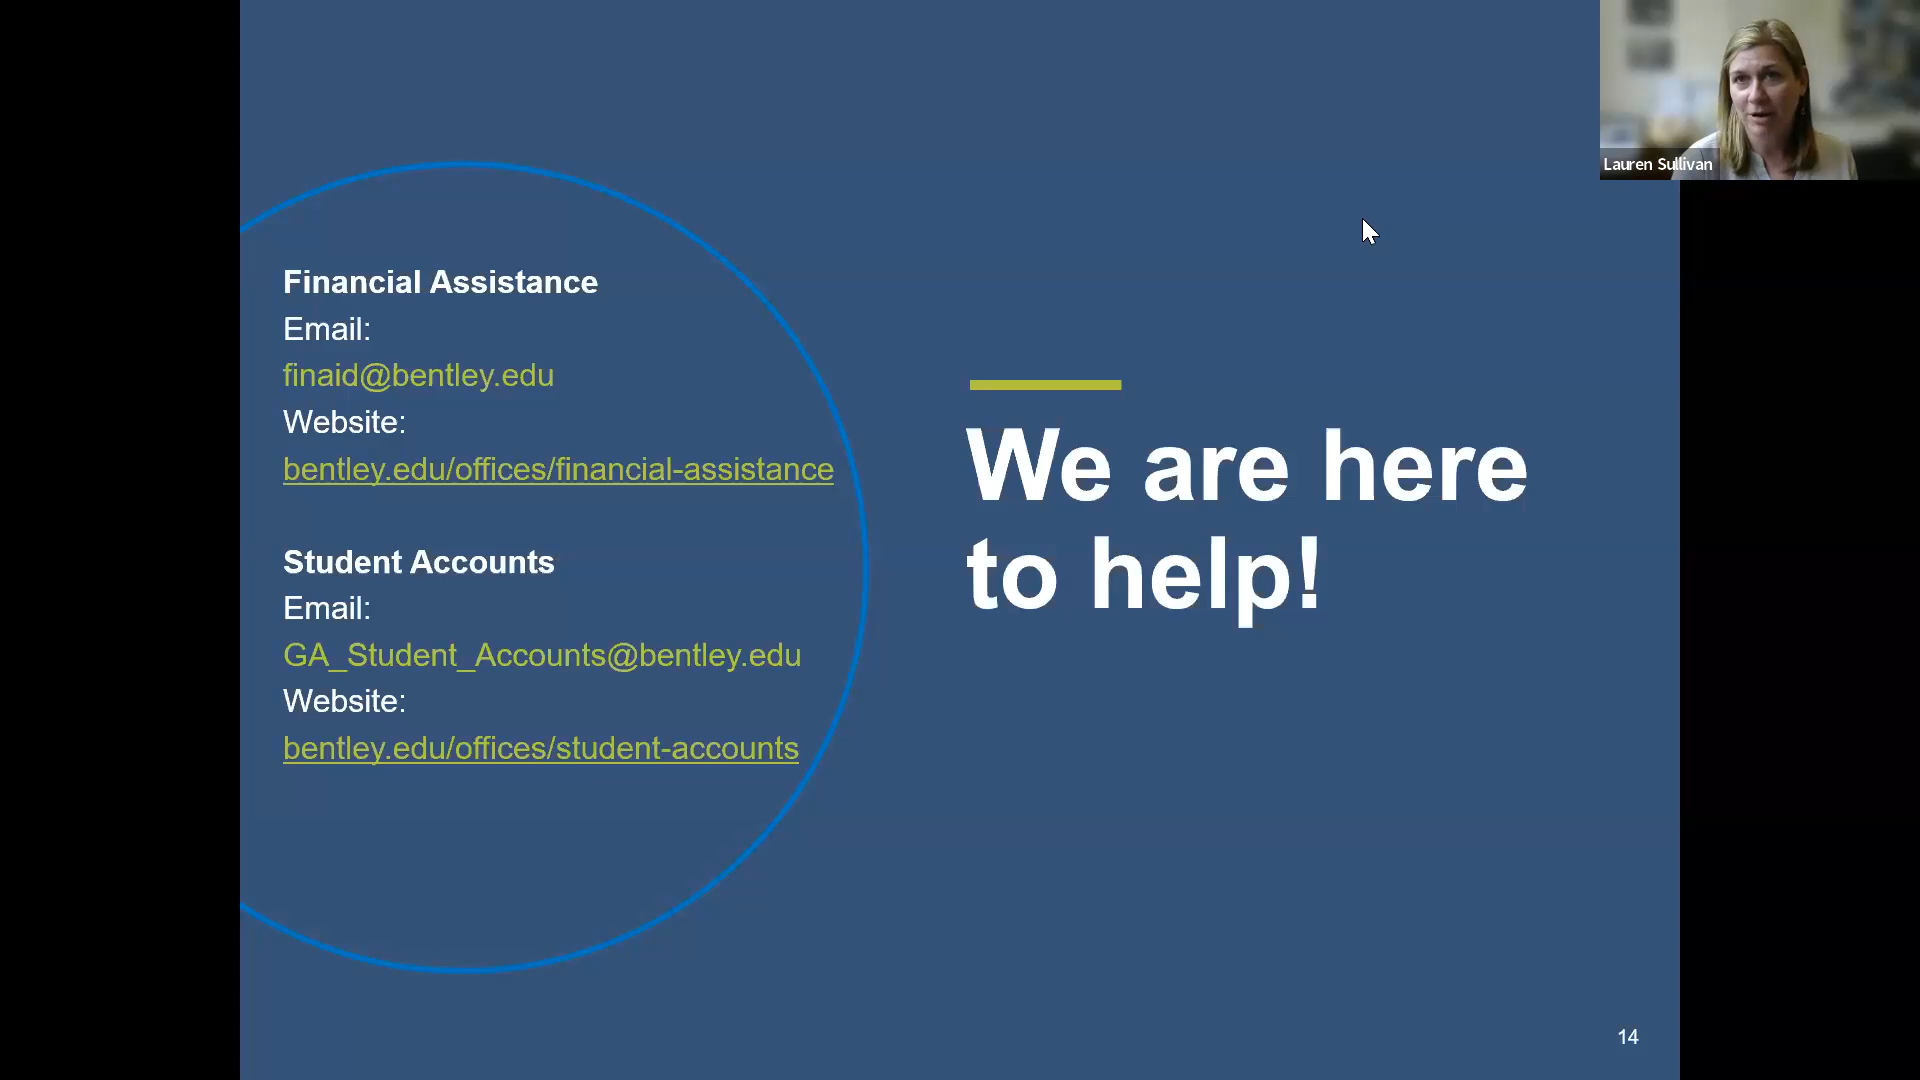 Lauren Sullivan
Financial Assistance
Email:
finaid@bentley.edu
Website:
bentley.edu/offices/financial-assistance
Student Accounts
Email:
GA_Student_Accounts@bentley.edu
Website:
bentley.edu/offices/student-accounts
We are here
to help!
14